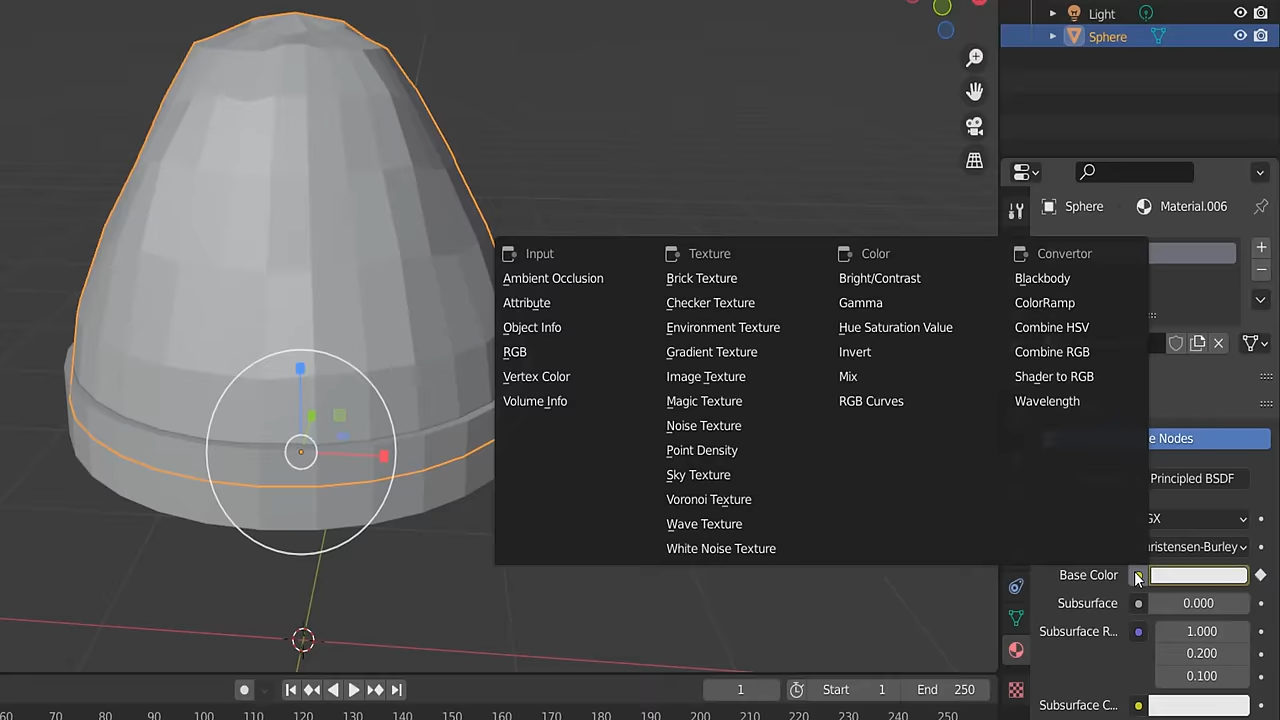 Light
Sphere
Sphere
Material.006
Input
Ambient Occlusion
Attribute
Object Info
RGB
Vertex Color
Volume Info
Texture
Brick Texture
Checker Texture
Environment Texture
Gradient Texture
Image Texture
Magic Texture
Noise Texture
Point Density
Sky Texture
Voronoi Texture
Wave Texture
White Noise Texture
Color
Bright/Contrast
Gamma
Hue Saturation Value
Invert
Mix
RGB Curves
Convertor
Blackbody
ColorRamp
Combine HSV
Combine RGB
Shader to RGB
Wavelength
e Nodes
Principled BSDF
GX
hristensen-Burley
Base Color
Subsurface 0.000
Subsurface R... 1.000
0.200
0.100
Subsurface C...
1 Start 1 End 250
60 70 80 90 100 110 120 130 140 150 160 170 180 190 200 210 220 230 240 250